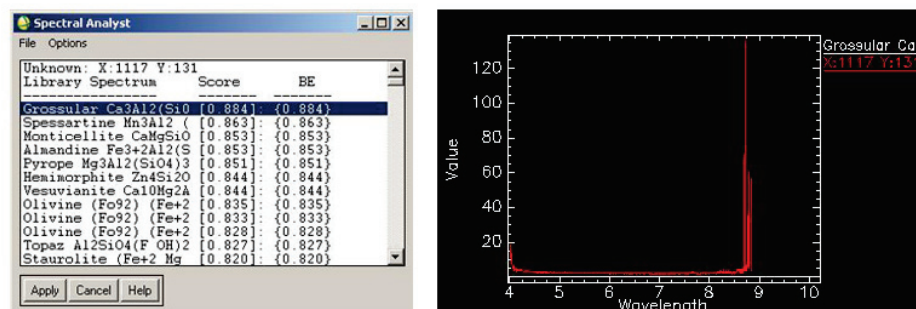 Spectral Analyst
File Options
Unknown: X:1117 Y:131
Library Spectrum Score BE
Grossular Ca3Al2(SiO [0.884]: {0.884}
Spessartine Mn3Al2 ( [0.863]: {0.863}
Monticellite CaMgSiO [0.853]: {0.853}
Almandine Fe3+2Al2(S [0.853]: {0.853}
Pyrope Mg3Al2(SiO4)3 [0.851]: {0.851}
Hemimorphite Zn4Si2O [0.844]: {0.844}
Vesuvianite Ca10Mg2A [0.844]: {0.844}
Olivine (Fo92) (Fe+2 [0.835]: {0.835}
Olivine (Fo92) (Fe+2 [0.833]: {0.833}
Olivine (Fo92) (Fe+2 [0.828]: {0.828}
Topaz Al2SiO4(F OH)2 [0.827]: {0.827}
Staurolite (Fe+2 Mg [0.820]: {0.820}
Apply Cancel Help
Grossular Ca
X:1117 Y:131
120
100
80
60
40
20
Value
4 5 6 7 8 9 10
Wavelength